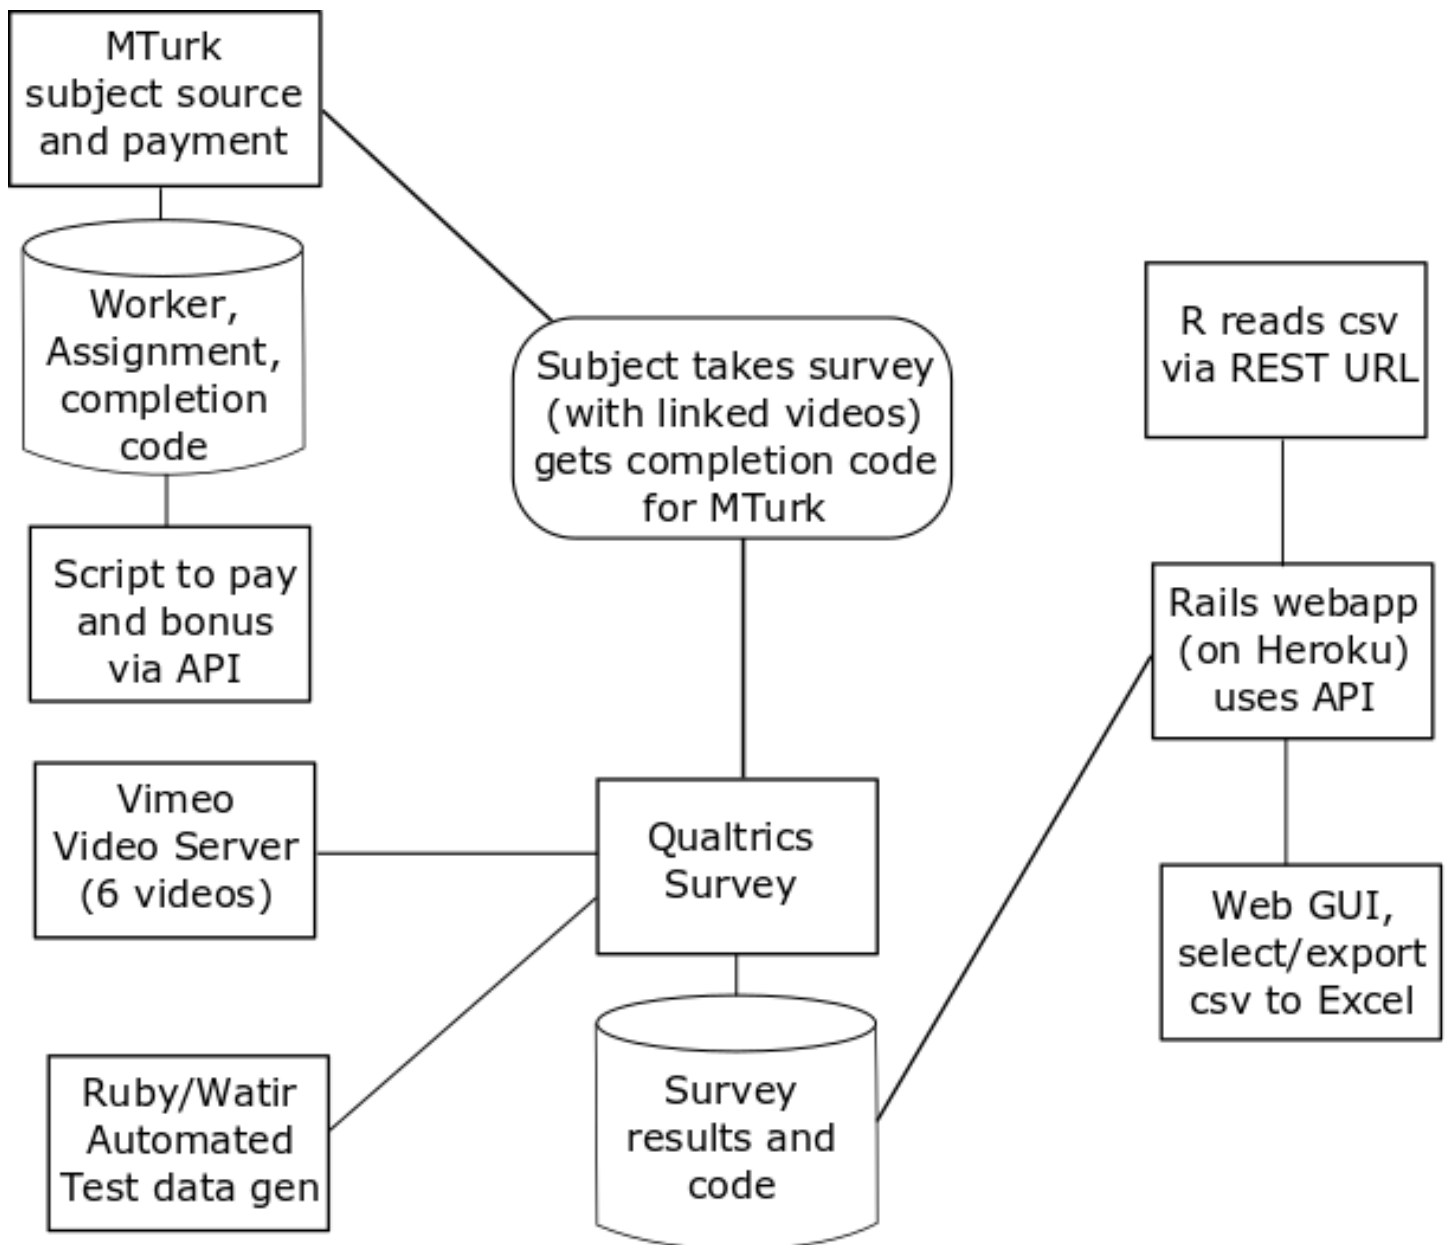 MTurk
subject source
and payment
Worker,
Assignment,
completion
code
Script to pay
and bonus
via API
Subject takes survey
(with linked videos)
gets completion code
for MTurk
R reads csv
via REST URL
Rails webapp
(on Heroku)
uses API
Web GUI,
select/export
csv to Excel
Vimeo
Video Server
(6 videos)
Qualtrics
Survey
Ruby/Watir
Automated
Test data gen
Survey
results and
code